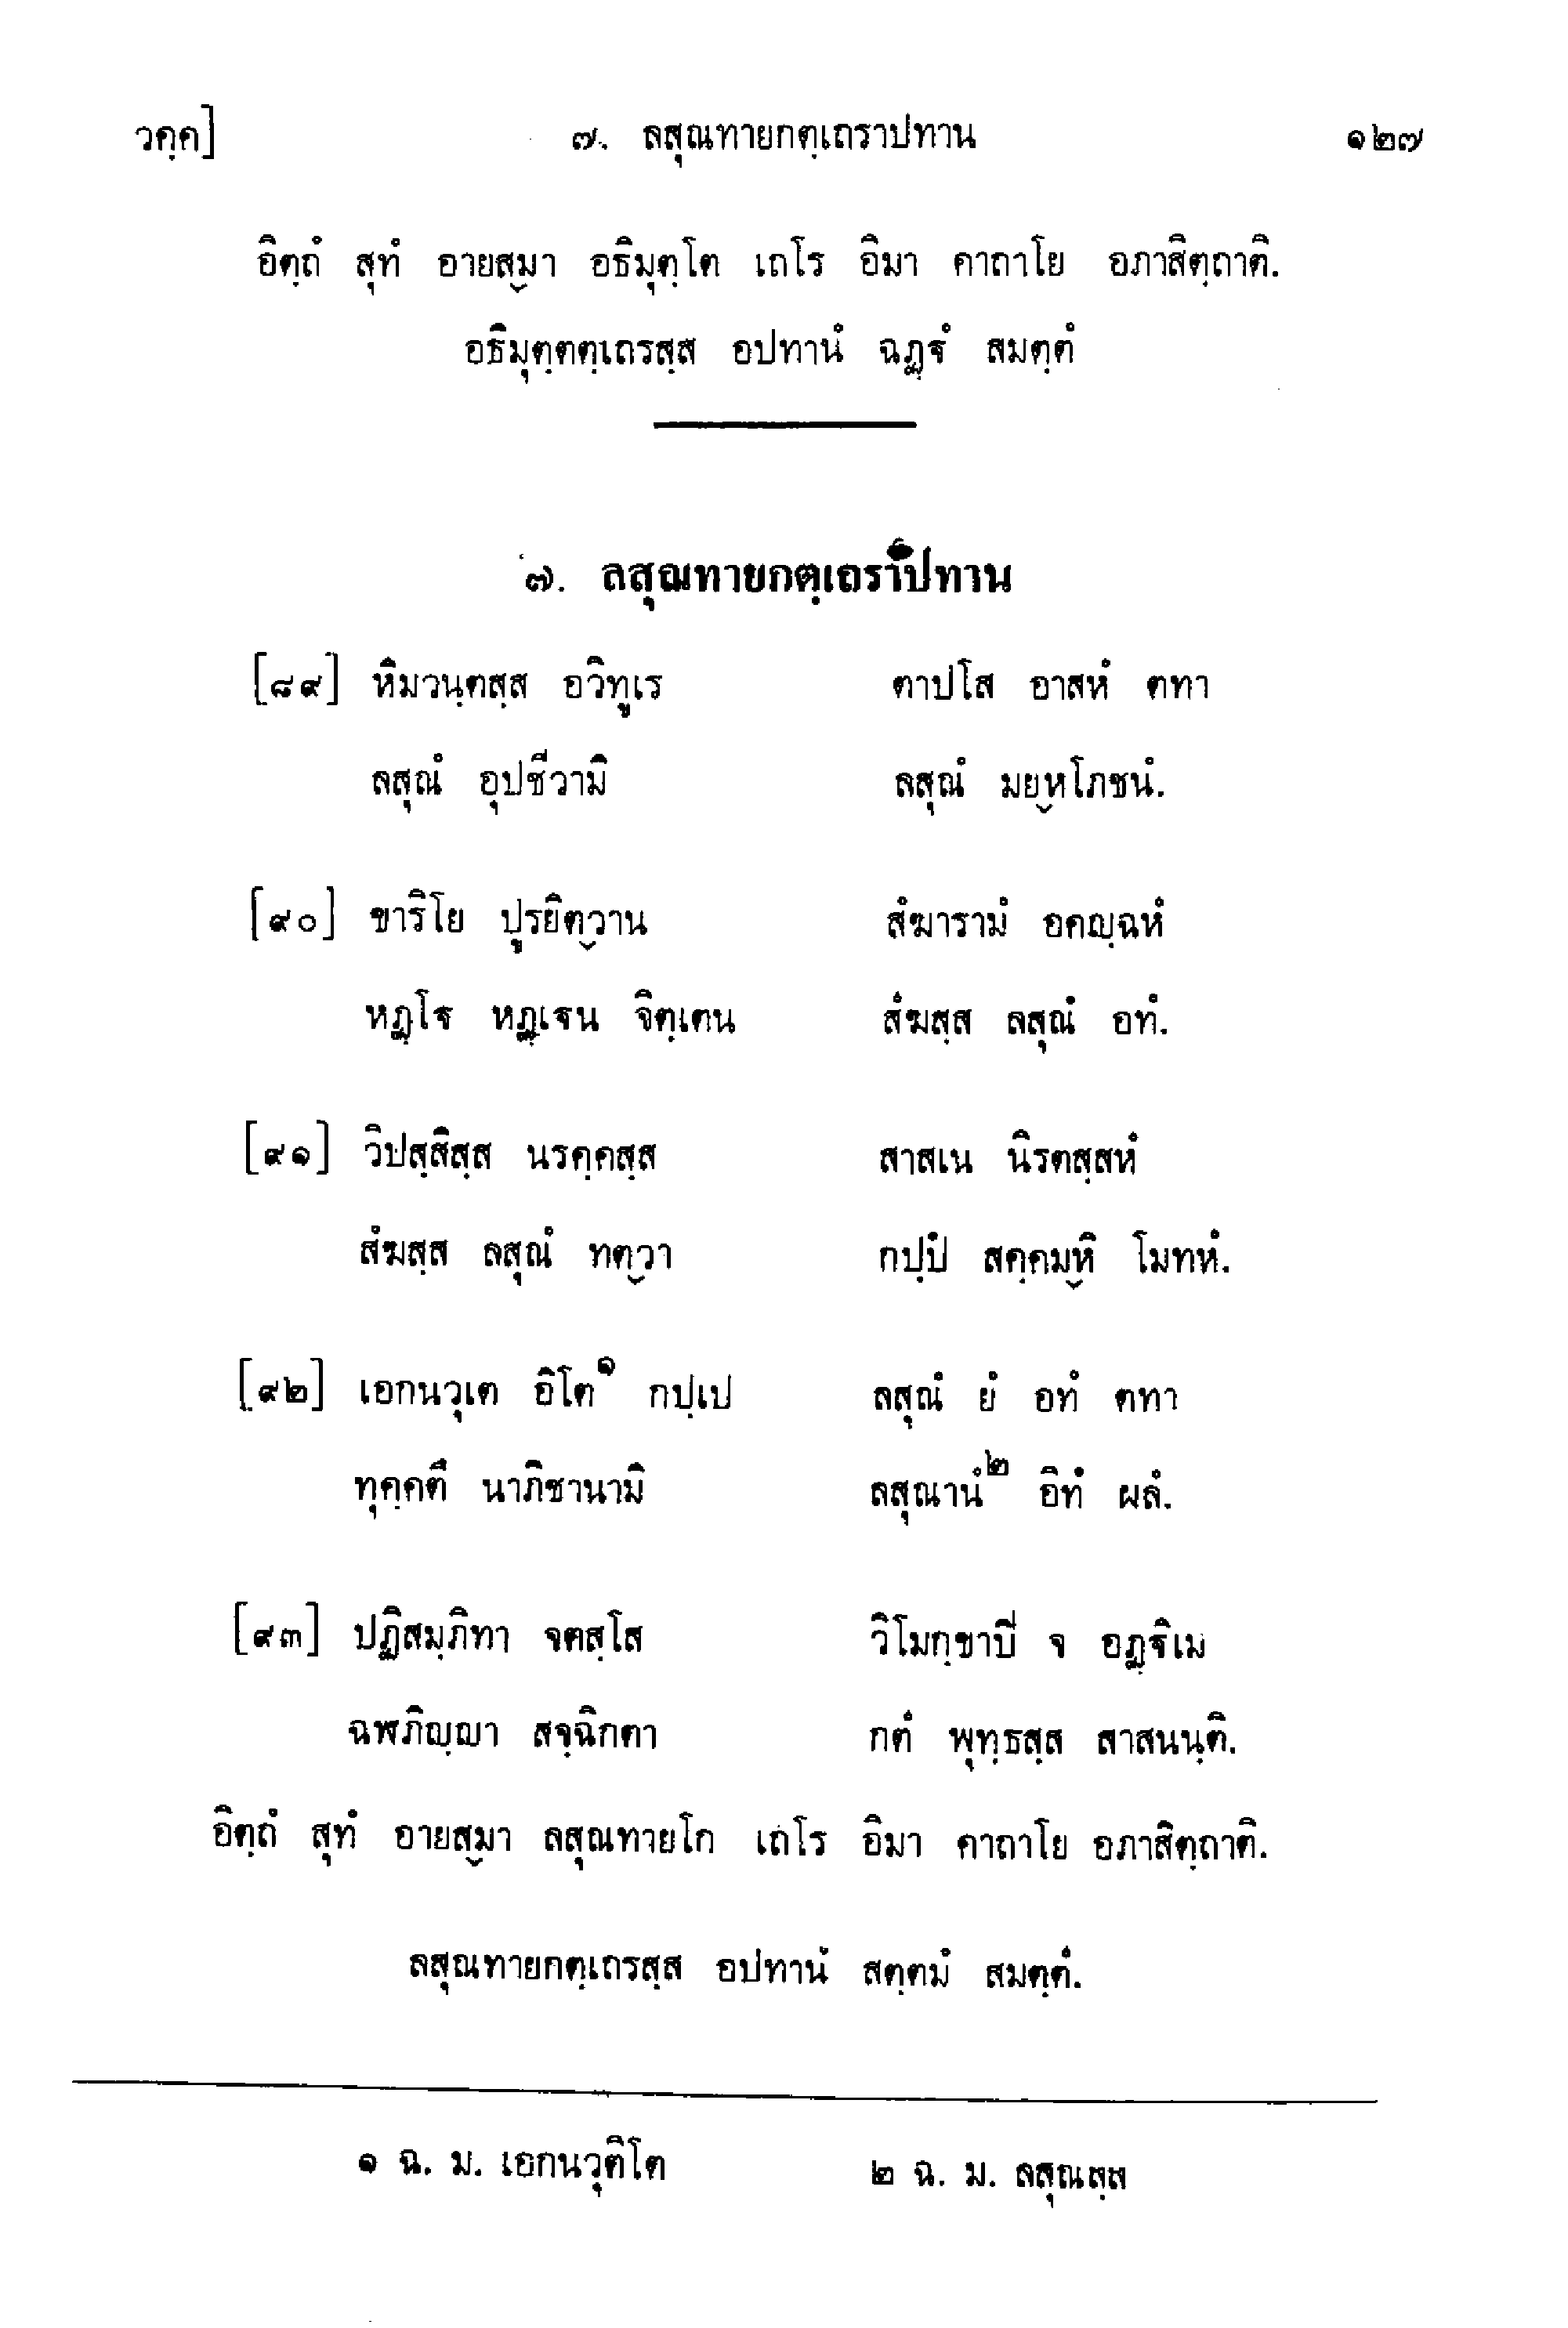 วคฺค] ๗. ลสุณทายกตฺเถราปทาน ๑๒๗
อิตฺถํ สุทํ อายสฺมา อธิมุตฺโต เถโร อิมา คาถาโย อภาสิตฺถาติ.
อธิมุตฺตตฺเถรสฺส อปทานํ ฉฏฺฐํ สมตฺตํ
๗. ลสุณทายกตฺเถราปทาน
[๘๙] หิมวนฺตสฺส อวิทูเร ตาปโส อาสหํ ตทา
ลสุณํ อุปชีวามิ ลสุณํ มยฺหโภชนํ.
[๙๐] ขาริโย ปูรยิตฺวาน สํฆารามํ อคญฺฉหํ
หฏฺโฐ หฏฺเฐน จิตฺเตน สํฆสฺส ลสุณํ อทํ.
[๙๑] วิปสฺสิสฺส นรคฺคสฺส สาสเน นิรตสฺสหํ
สํฆสฺส ลสุณํ ทตฺวา กปฺปํ สคฺคมฺหิ โมทหํ.
[๙๒] เอกนวุเต อิโต๑ กปฺเป ลสุณํ ยํ อทํ ตทา
ทุคฺคตึ นาภิชานามิ ลสุณานํ๒ อิทํ ผลํ.
[๙๓] ปฏิสมฺภิทา จตสฺโส วิโมกฺขาปิ จ อฏฺฐิเม
ฉฬภิญฺญา สจฺฉิกตา กตํ พุทฺธสฺส สาสนนฺติ.
อิตฺถํ สุทํ อายสฺมา ลสุณทายโก เถโร อิมา คาถาโย อภาสิตฺถาติ.
ลสุณทายกตฺเถรสฺส อปทานํ สตฺตมํ สมตฺตํ.
๑ ฉ. ม. เอกนวุติโต ๒ ฉ. ม. ลสุณสฺส